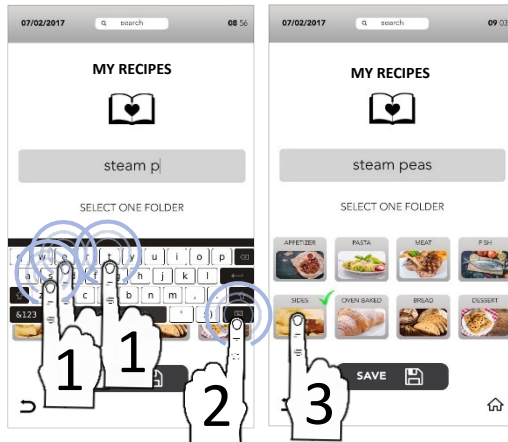 07/02/2017 search 08 56
MY RECIPES
steam p
SELECT ONE FOLDER
w e t y u i o p
a s f g h j k l
c b n m
&123
1 1 2
07/02/2017 search 09 03
MY RECIPES
steam peas
SELECT ONE FOLDER
APPETIZER PASTA MEAT FISH
SIDES OVEN BAKED BREAD DESSERT
SAVE
3